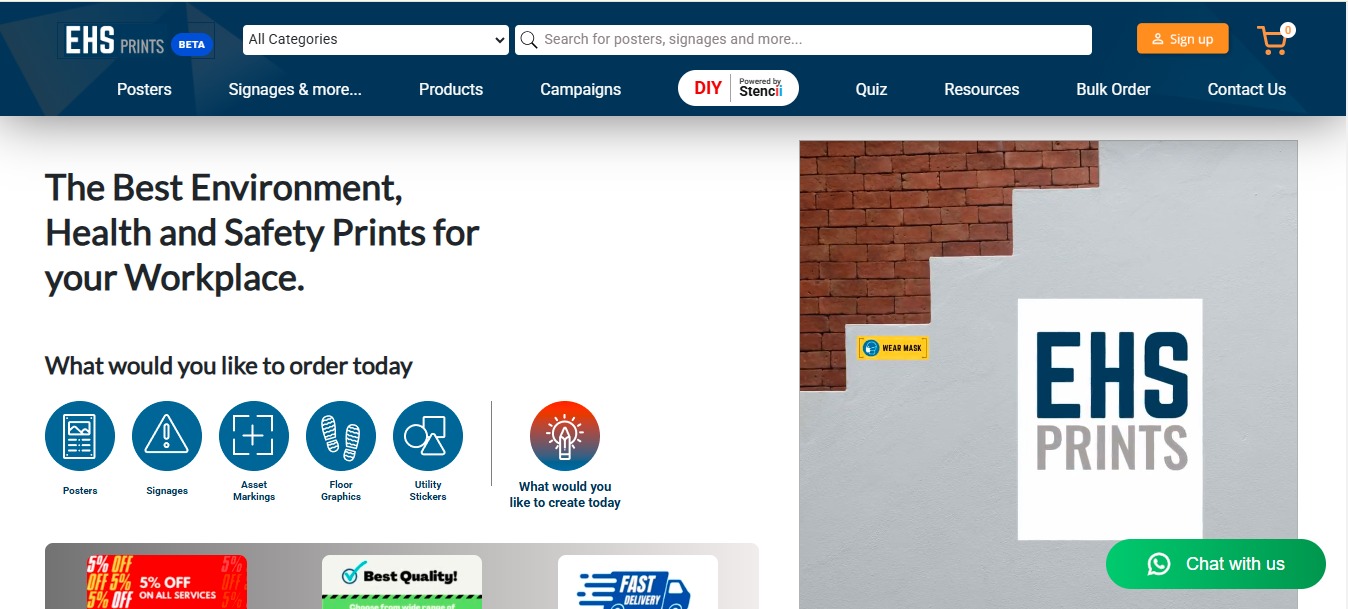 EHS PRINTS BETA
All Categories
Search for posters, signages and more...
Sign up
0
Posters
Signages & more...
Products
Campaigns
DIY
Powered by
Stencii
Quiz
Resources
Bulk Order
Contact Us
The Best Environment,
Health and Safety Prints for
your Workplace.
What would you like to order today
Posters
Signages
Asset
Markings
Floor
Graphics
Utility
Stickers
What would you
like to create today
5% OFF
OFF 5%
5% OFF
5% OFF
ON ALL SERVICES
Best Quality!
Choose from wide range of
FAST
DELIVERY
WEAR MASK
EHS
PRINTS
Chat with us